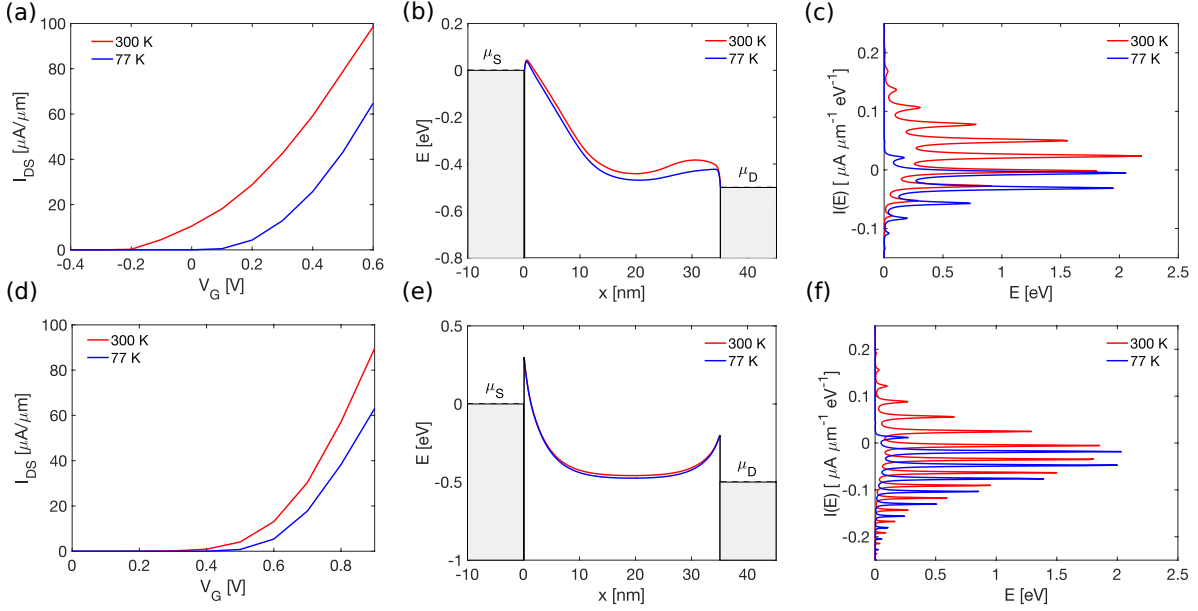 (a)
100
80
60
40
20
0
-0.4
-0.2
0
0.2
0.4
0.6
I_DS [μA/μm]
V_G [V]
300 K
77 K
(b)
0.2
0
-0.2
-0.4
-0.6
-0.8
-10
0
10
20
30
40
E [eV]
x [nm]
μ_S
μ_D
300 K
77 K
(c)
0.2
0.1
0
-0.1
0
0.5
1
1.5
2
2.5
I(E) [ μA μm⁻¹ eV⁻¹]
E [eV]
300 K
77 K
(d)
100
80
60
40
20
0
0
0.2
0.4
0.6
0.8
I_DS [μA/μm]
V_G [V]
300 K
77 K
(e)
0.5
0
-0.5
-1
-10
0
10
20
30
40
E [eV]
x [nm]
μ_S
μ_D
300 K
77 K
(f)
0.2
0.1
0
-0.1
-0.2
0
0.5
1
1.5
2
2.5
I(E) [ μA μm⁻¹ eV⁻¹]
E [eV]
300 K
77 K